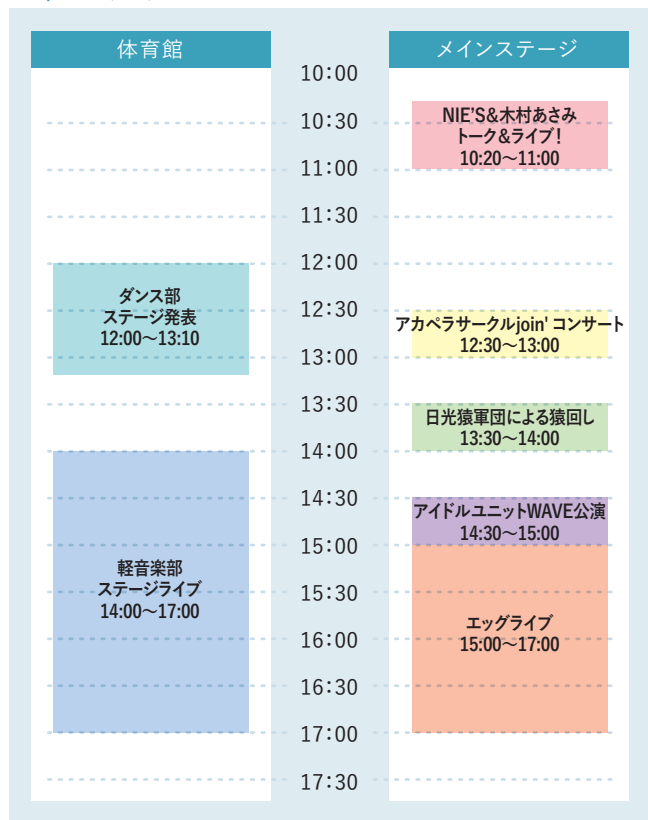 体育館
ダンス部
ステージ発表
12:00〜13:10
軽音楽部
ステージライブ
14:00〜17:00
10:00
10:30
11:00
11:30
12:00
12:30
13:00
13:30
14:00
14:30
15:00
15:30
16:00
16:30
17:00
17:30
メインステージ
NIE'S&木村あさみ
トーク&ライブ!
10:20〜11:00
アカペラサークルjoin' コンサート
12:30〜13:00
日光猿軍団による猿回し
13:30〜14:00
アイドルユニットWAVE公演
14:30〜15:00
エッグライブ
15:00〜17:00